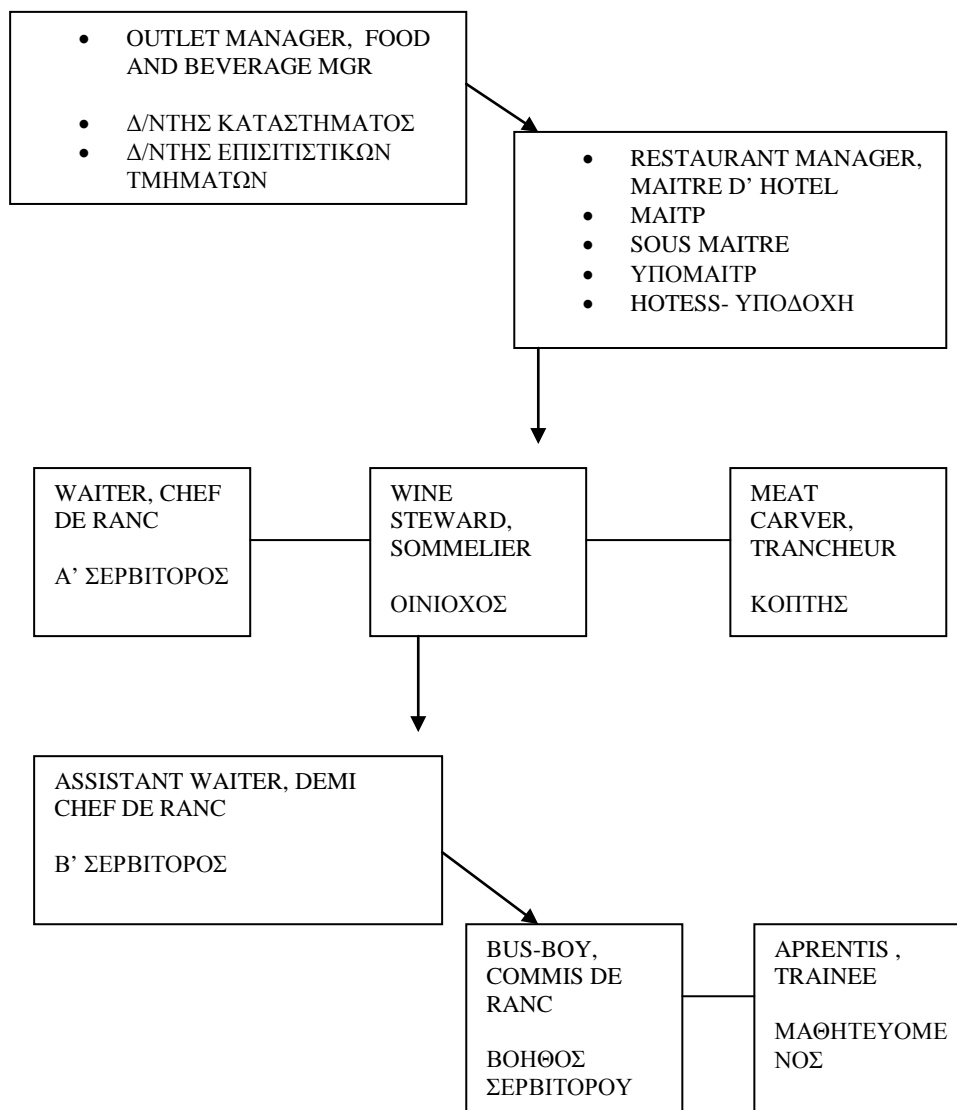 OUTLET MANAGER, FOOD
AND BEVERAGE MGR
Δ/ΝΤΗΣ ΚΑΤΑΣΤΗΜΑΤΟΣ
Δ/ΝΤΗΣ ΕΠΙΣΙΤΙΣΤΙΚΩΝ
ΤΜΗΜΑΤΩΝ
RESTAURANT MANAGER,
MAITRE D’ HOTEL
ΜΑΙΤΡ
SOUS MAITRE
ΥΠΟΜΑΙΤΡ
HOTESS- ΥΠΟΔΟΧΗ
WAITER, CHEF
DE RANC
Α’ ΣΕΡΒΙΤΟΡΟΣ
WINE
STEWARD,
SOMMELIER
ΟΙΝΙΟΧΟΣ
MEAT
CARVER,
TRANCHEUR
ΚΟΠΤΗΣ
ASSISTANT WAITER, DEMI
CHEF DE RANC
Β’ ΣΕΡΒΙΤΟΡΟΣ
BUS-BOY,
COMMIS DE
RANC
ΒΟΗΘΟΣ
ΣΕΡΒΙΤΟΡΟΥ
APRENTIS ,
TRAINEE
ΜΑΘΗΤΕΥΟΜΕ
ΝΟΣ